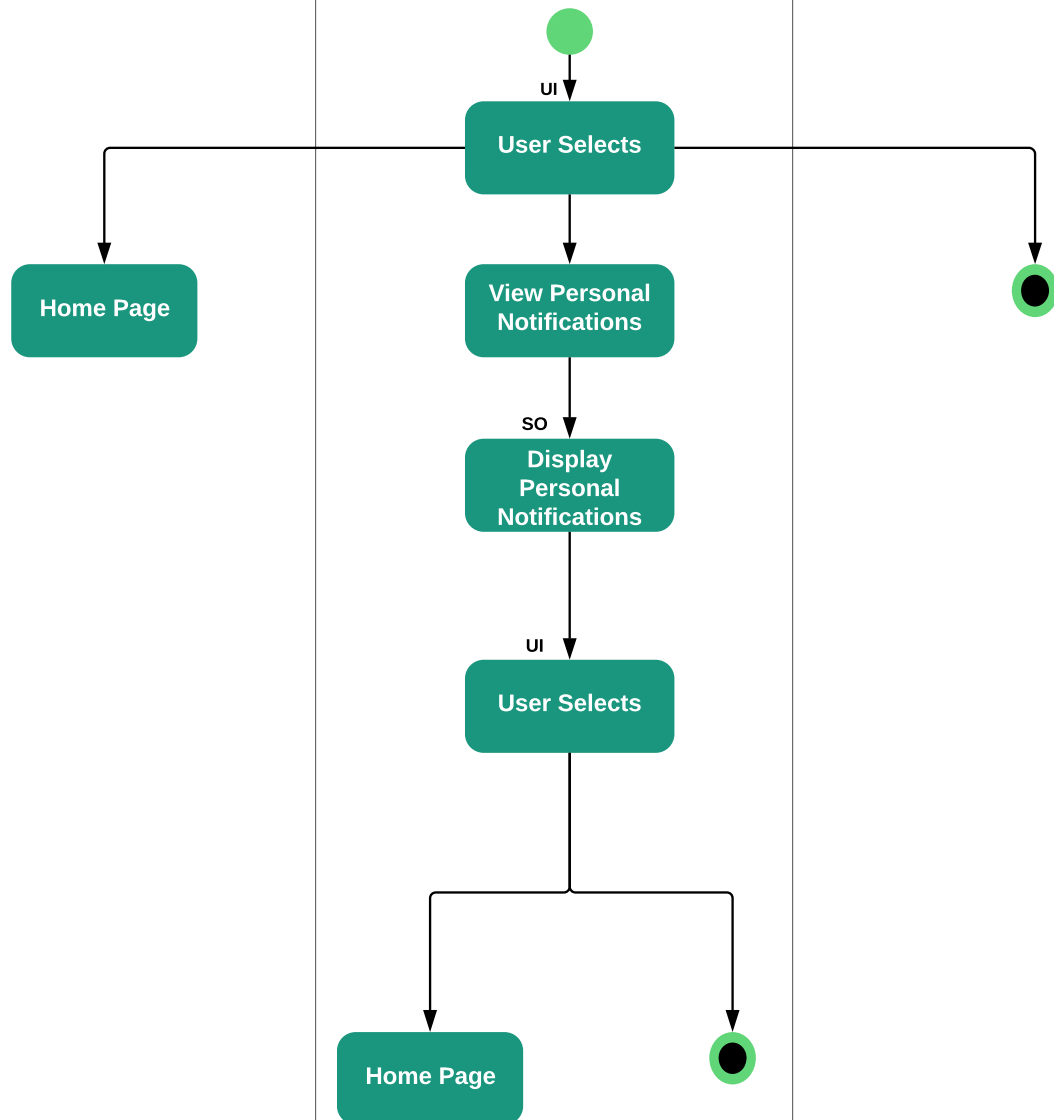 UI
User Selects
Home Page
View Personal
Notifications
SO
Display
Personal
Notifications
UI
User Selects
Home Page